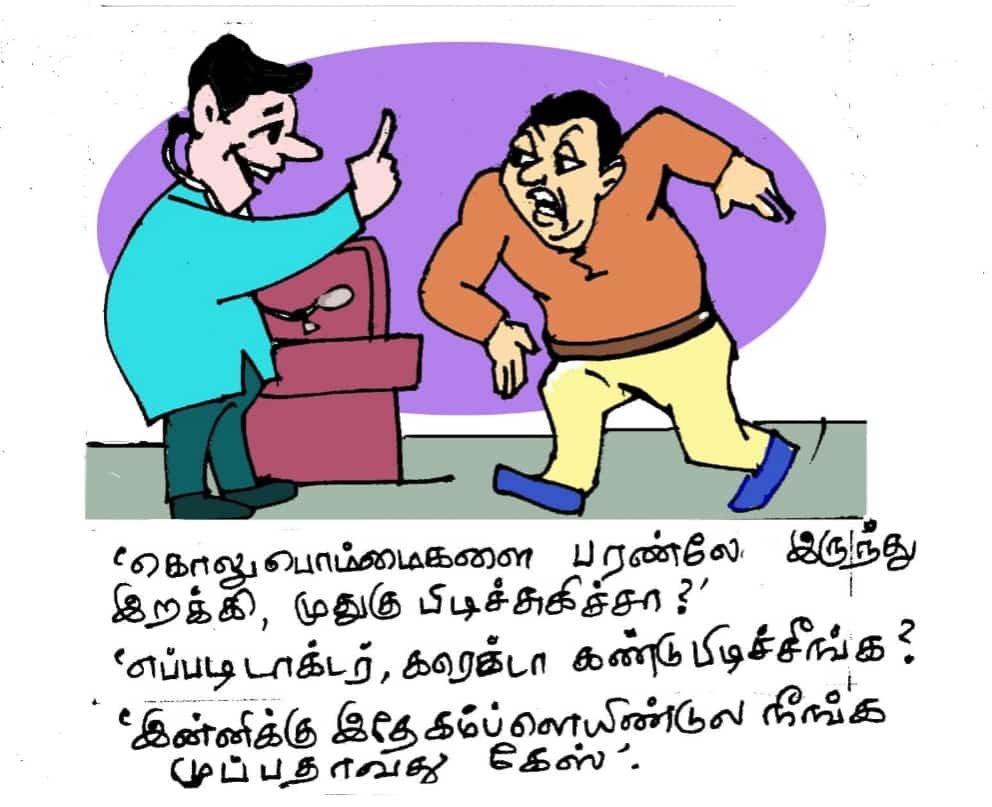 ‘கொலு பொம்மைகளை பரண்லே இருந்து
இறக்கி, முதுகு பிடிச்சுகிச்சா?’
‘எப்படி டாக்டர், கரெக்டா கண்டு பிடிச்சீங்க?
‘இன்னிக்கு இதே கம்ப்ளெயிண்டுல நீங்க
முப்பதாவது கேஸ்’.